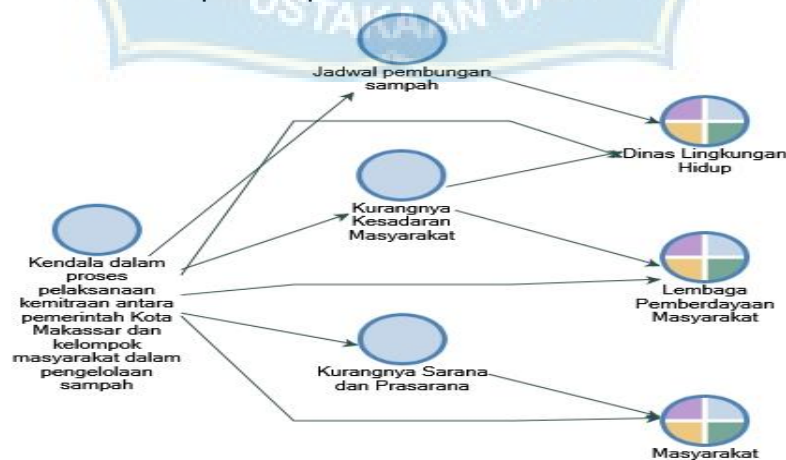 USTAKAAN D
Jadwal pembungan
sampah
Dinas Lingkungan
Hidup
Kurangnya
Kesadaran
Masyarakat
Kendala dalam
proses
pelaksanaan
kemitraan antara
pemerintah Kota
Makassar dan
kelompok
masyarakat dalam
pengelolaan
sampah
Lembaga
Pemberdayaan
Masyarakat
Kurangnya Sarana
dan Prasarana
Masyarakat